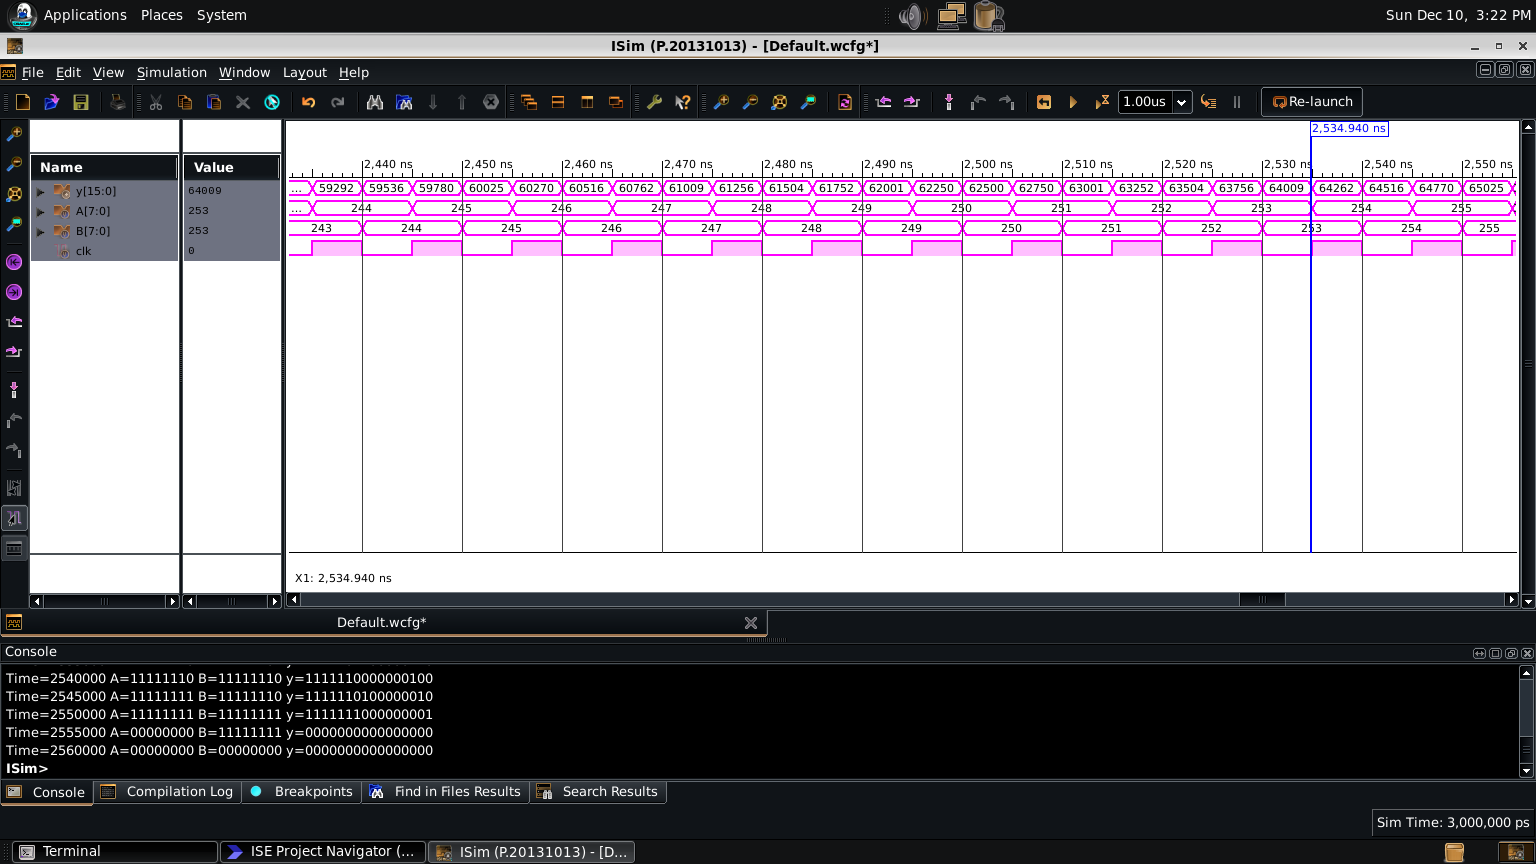 Applications Places System Sun Dec 10, 3:22 PM
ISim (P.20131013) - [Default.wcfg*]
File Edit View Simulation Window Layout Help
1.00us Re-launch
2,534.940 ns
Name Value
2,440 ns 2,450 ns 2,460 ns 2,470 ns 2,480 ns 2,490 ns 2,500 ns 2,510 ns 2,520 ns 2,530 ns 2,540 ns 2,550 ns
y[15:0] 64009 ... 59292 59536 59780 60025 60270 60516 60762 61009 61256 61504 61752 62001 62250 62500 62750 63001 63252 63504 63756 64009 64262 64516 64770 65025
A[7:0] 253 ... 244 245 246 247 248 249 250 251 252 253 254 255
B[7:0] 253 243 244 245 246 247 248 249 250 251 252 253 254 255
clk 0
X1: 2,534.940 ns
Default.wcfg*
Console
Time=2540000 A=11111110 B=11111110 y=1111110000000100
Time=2545000 A=11111111 B=11111110 y=1111110100000010
Time=2550000 A=11111111 B=11111111 y=1111111000000001
Time=2555000 A=00000000 B=11111111 y=0000000000000000
Time=2560000 A=00000000 B=00000000 y=0000000000000000
ISim>
Console Compilation Log Breakpoints Find in Files Results Search Results
Sim Time: 3,000,000 ps
Terminal ISE Project Navigator (... ISim (P.20131013) - [D...